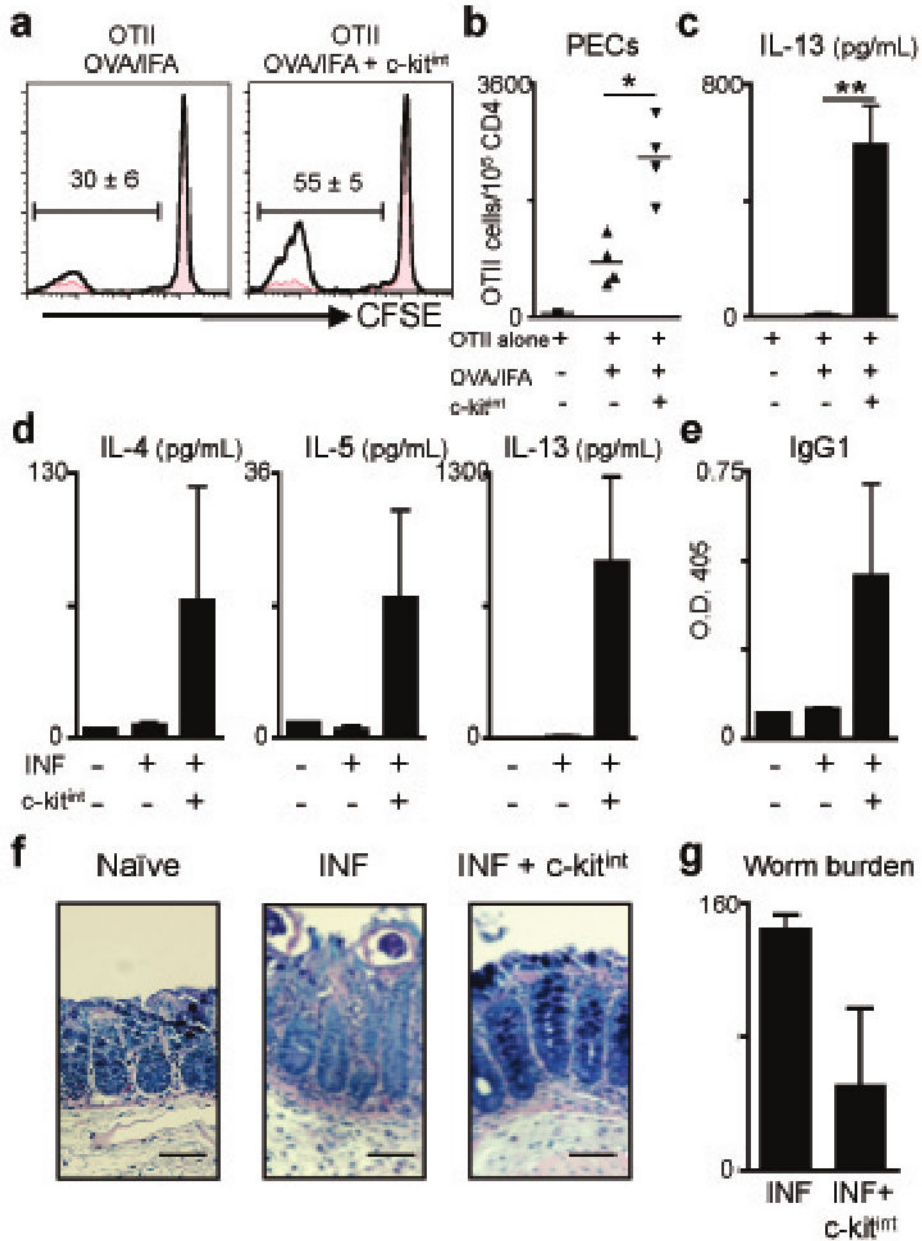 a
OTII
OVA/IFA
OTII
OVA/IFA + c-kitⁱⁿᵗ
30 ± 6
55 ± 5
CFSE
b
PECs
3600
*
OTII cells/10⁵ CD4
0
OTII alone + + +
OVA/IFA - + +
c-kitⁱⁿᵗ - - +
c
IL-13 (pg/mL)
800
**
0
+ + +
- + +
- - +
d
IL-4 (pg/mL)
130
0
INF - + +
c-kitⁱⁿᵗ - - +
IL-5 (pg/mL)
36
0
- + +
- - +
IL-13 (pg/mL)
1300
0
- + +
- - +
e
IgG1
0.75
O.D. 405
0
- + +
- - +
f
Naïve
INF
INF + c-kitⁱⁿᵗ
g
Worm burden
160
0
INF
INF+
c-kitⁱⁿᵗ